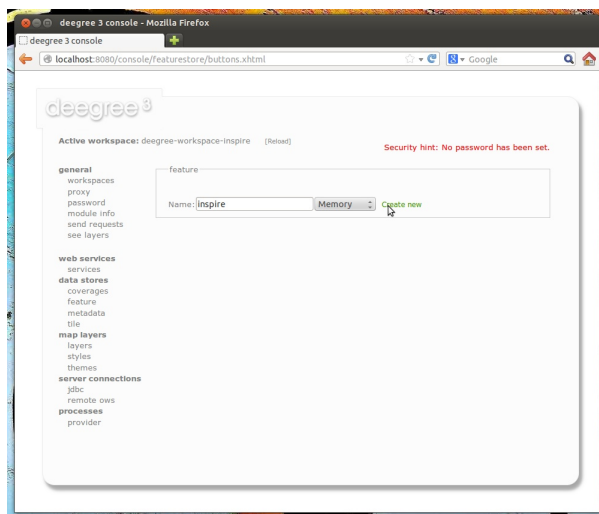 deegree 3 console - Mozilla Firefox
deegree 3 console
localhost:8080/console/featurestore/buttons.xhtml
Google
deegree 3
Active workspace: deegree-workspace-inspire [Reload]
Security hint: No password has been set.
general
workspaces
proxy
password
module info
send requests
see layers
web services
services
data stores
coverages
feature
metadata
tile
map layers
layers
styles
themes
server connections
jdbc
remote ows
processes
provider
feature
Name: inspire Memory Create new